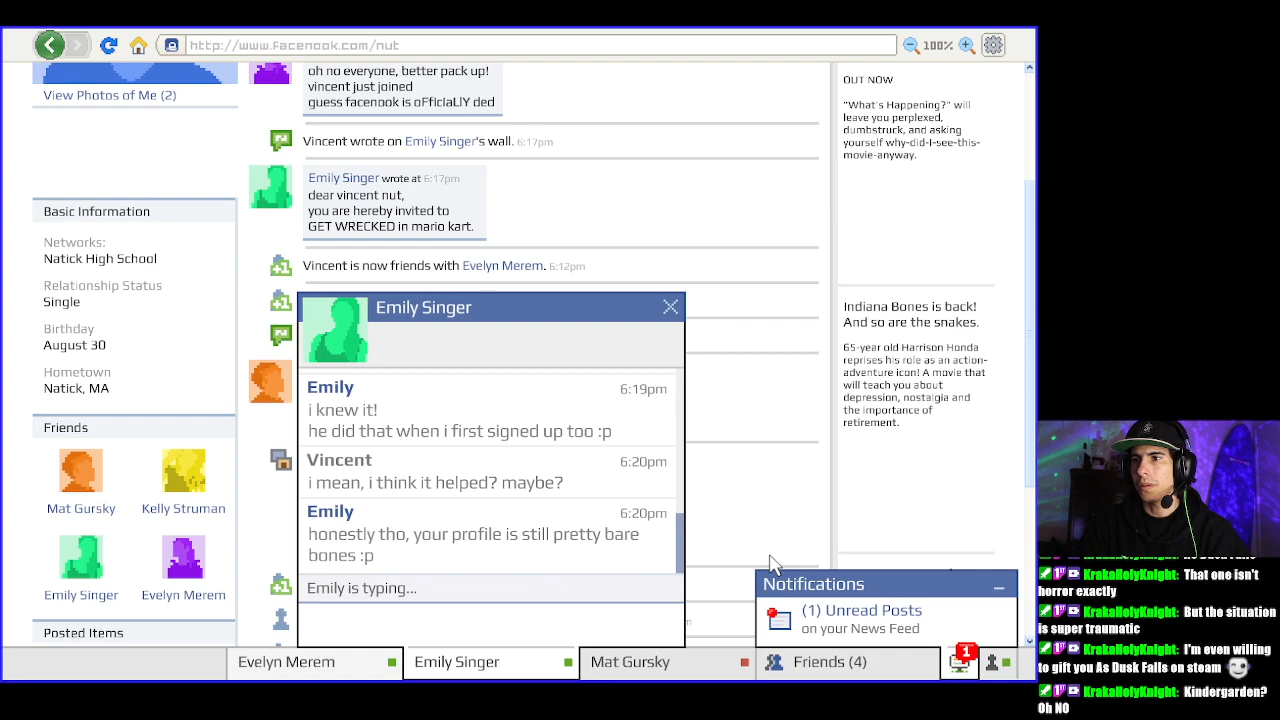 http://www.facenook.com/nut
100%
View Photos of Me (2)
Basic Information
Networks:
Natick High School
Relationship Status
Single
Birthday
August 30
Hometown
Natick, MA
Friends
Mat Gursky
Kelly Struman
Emily Singer
Evelyn Merem
Posted Items
oh no everyone, better pack up!
vincent just joined
guess facenook is oFfIcIaLlY ded
Vincent wrote on Emily Singer's wall. 6:17pm
Emily Singer wrote at 6:17pm
dear vincent nut,
you are hereby invited to
GET WRECKED in mario kart.
Vincent is now friends with Evelyn Merem. 6:12pm
Emily Singer
Emily 6:19pm
i knew it!
he did that when i first signed up too :p
Vincent 6:20pm
i mean, i think it helped? maybe?
Emily 6:20pm
honestly tho, your profile is still pretty bare
bones :p
Emily is typing...
OUT NOW
"What's Happening?" will
leave you perplexed,
dumbstruck, and asking
yourself why-did-I-see-this-
movie-anyway.
Indiana Bones is back!
And so are the snakes.
65-year old Harrison Honda
reprises his role as an action-
adventure icon! A movie that
will teach you about
depression, nostalgia and
the importance of
retirement.
Notifications
(1) Unread Posts
on your News Feed
Evelyn Merem
Emily Singer
Mat Gursky
Friends (4)
1
KrakaHolyKnight: That one isn't
horror exactly
KrakaHolyKnight: But the situation
is super traumatic
KrakaHolyKnight: I'm even willing
to gift you As Dusk Falls on steam
KrakaHolyKnight: Kindergarden?
Oh NO